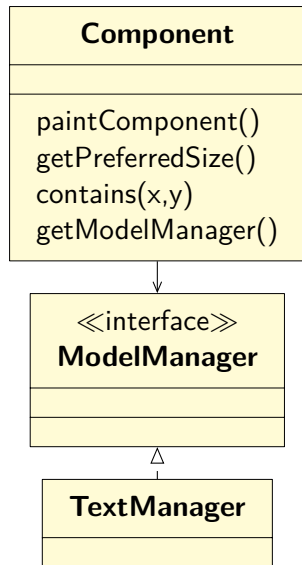 Component
paintComponent()
getPreferredSize()
contains(x,y)
getModelManager()
≪interface≫
ModelManager
TextManager